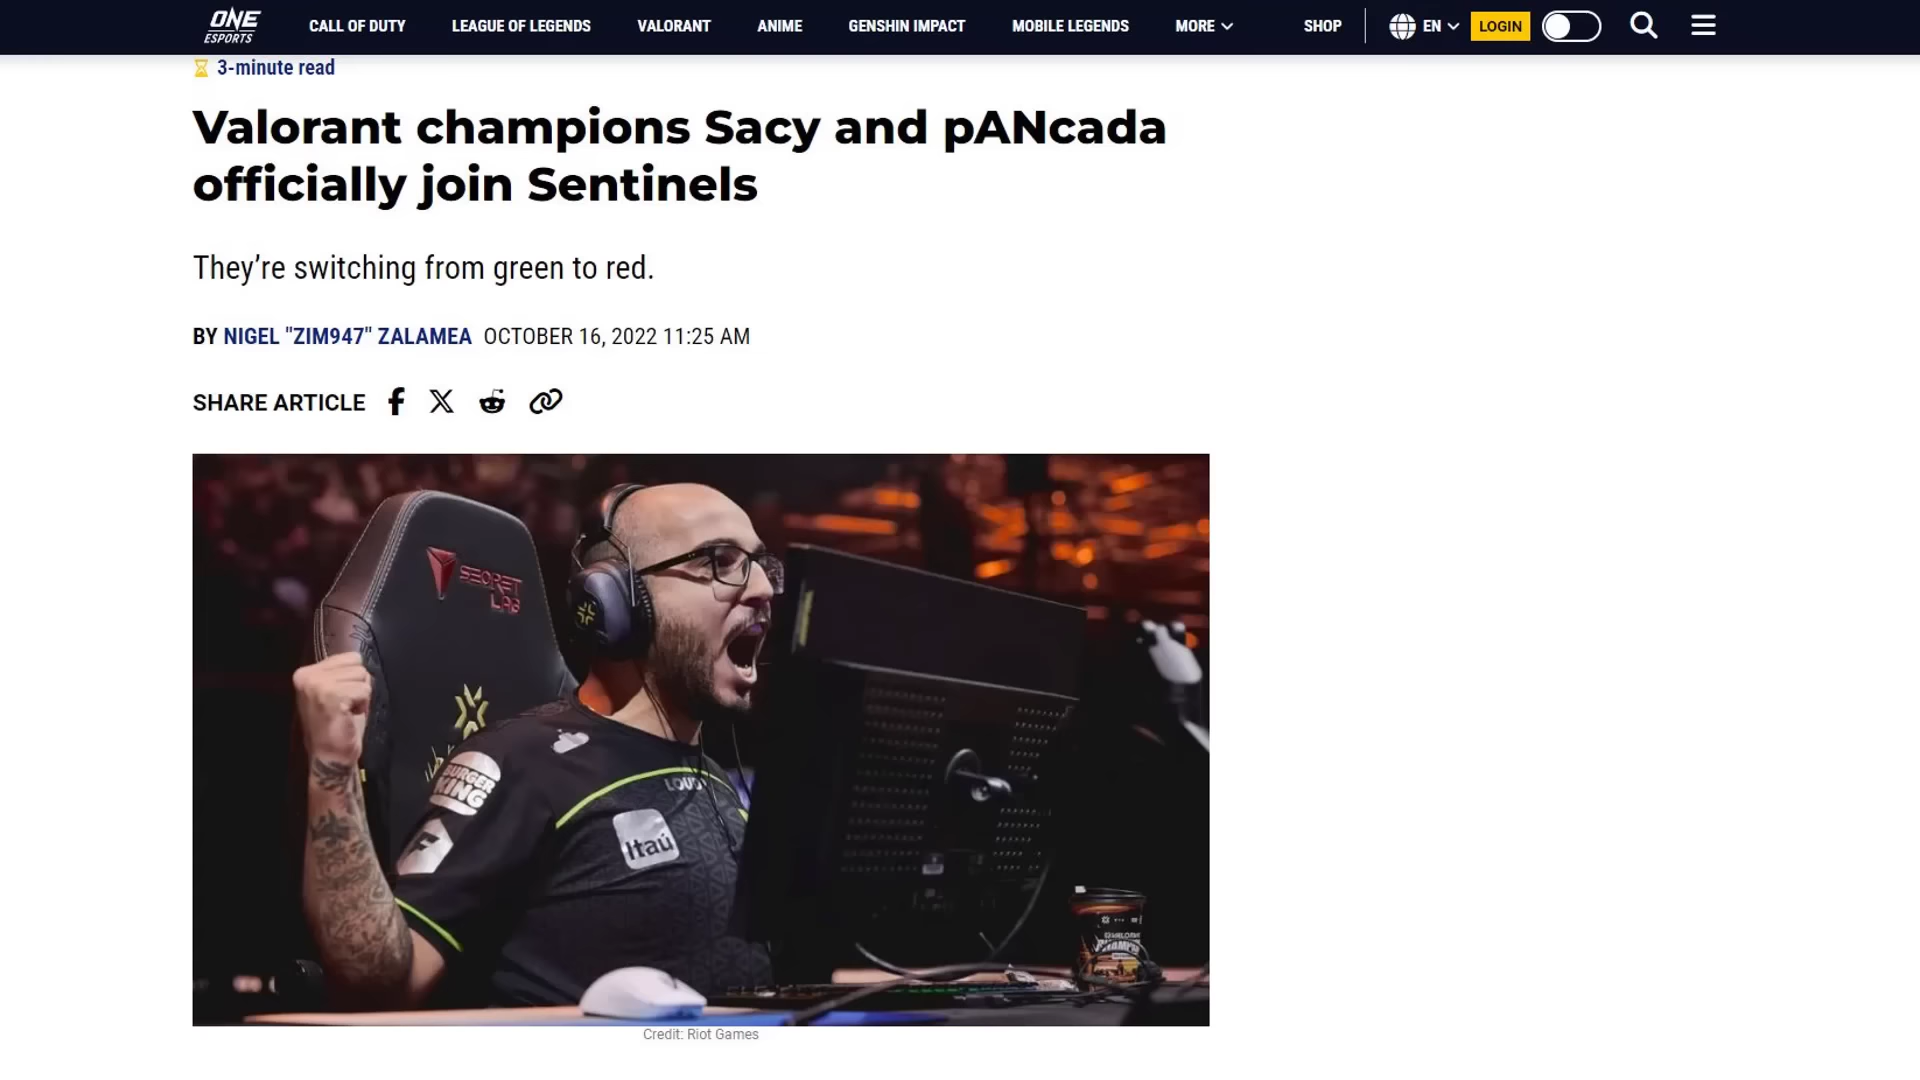 ONE
ESPORTS
CALL OF DUTY
LEAGUE OF LEGENDS
VALORANT
ANIME
GENSHIN IMPACT
MOBILE LEGENDS
MORE
SHOP
EN
LOGIN
3-minute read
Valorant champions Sacy and pANcada
officially join Sentinels
They’re switching from green to red.
BY NIGEL "ZIM947" ZALAMEA OCTOBER 16, 2022 11:25 AM
SHARE ARTICLE
SECRET
LAB
BURGER
KING
LOUD
Itaú
Credit: Riot Games